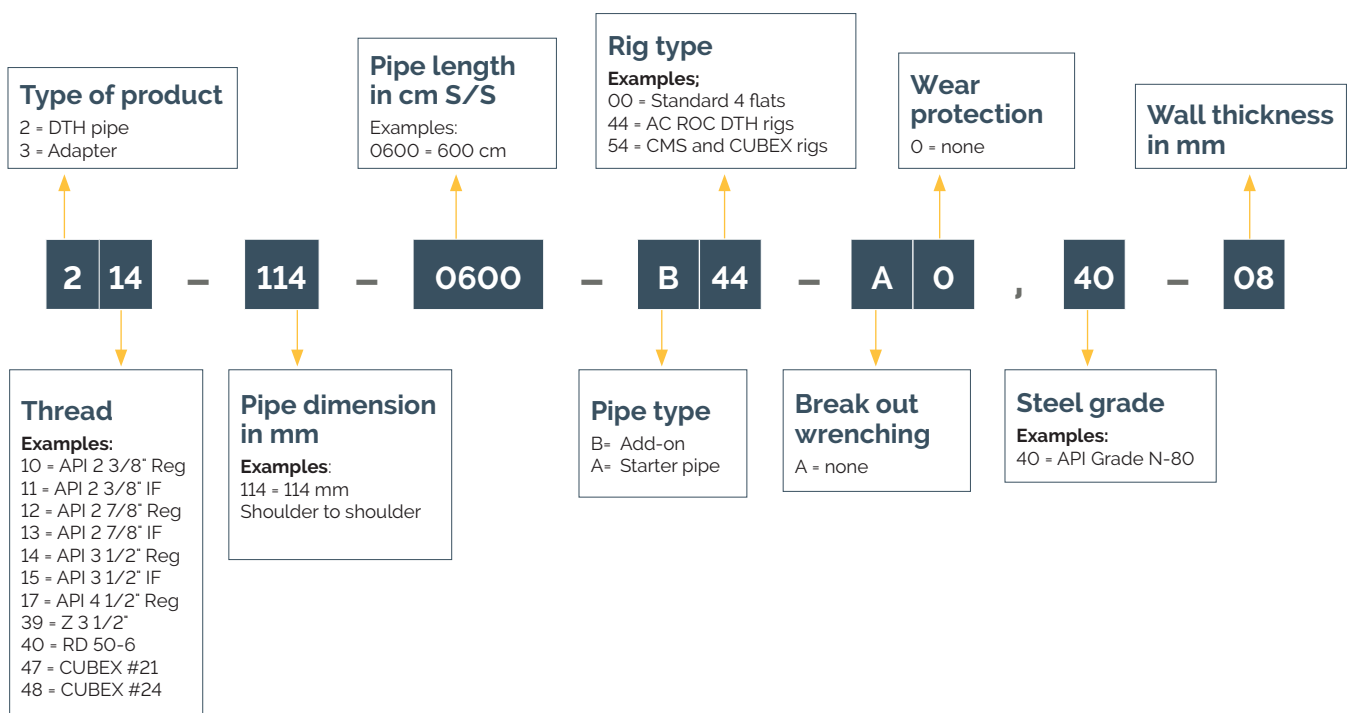 Type of product
2 = DTH pipe
3 = Adapter
Pipe length
in cm S/S
Examples:
0600 = 600 cm
Rig type
Examples;
00 = Standard 4 flats
44 = AC ROC DTH rigs
54 = CMS and CUBEX rigs
Wear
protection
0 = none
Wall thickness
in mm
2 14 – 114 – 0600 – B 44 – A 0 , 40 – 08
Thread
Examples:
10 = API 2 3/8" Reg
11 = API 2 3/8" IF
12 = API 2 7/8" Reg
13 = API 2 7/8" IF
14 = API 3 1/2" Reg
15 = API 3 1/2" IF
17 = API 4 1/2" Reg
39 = Z 3 1/2"
40 = RD 50-6
47 = CUBEX #21
48 = CUBEX #24
Pipe dimension
in mm
Examples:
114 = 114 mm
Shoulder to shoulder
Pipe type
B= Add-on
A= Starter pipe
Break out
wrenching
A = none
Steel grade
Examples:
40 = API Grade N-80